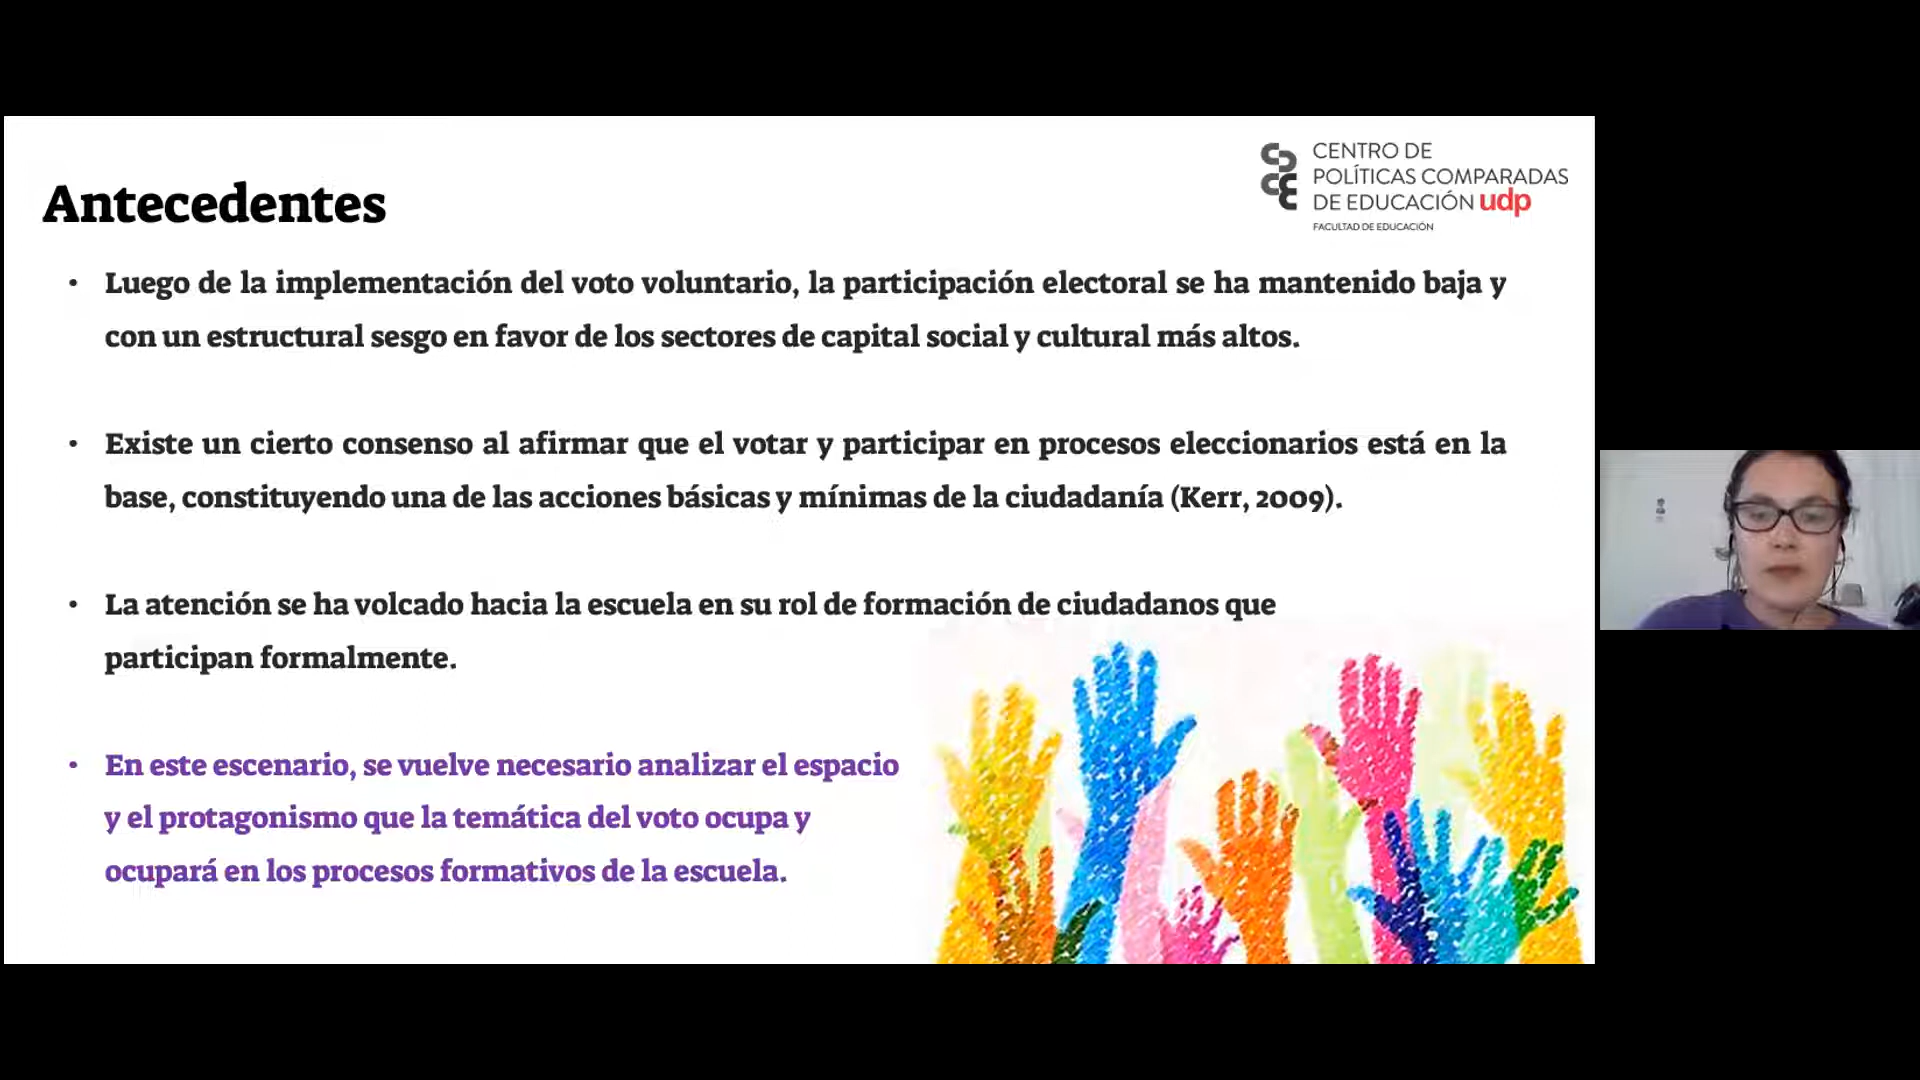 CENTRO DE
POLÍTICAS COMPARADAS
DE EDUCACIÓN udp
FACULTAD DE EDUCACIÓN
Antecedentes
• Luego de la implementación del voto voluntario, la participación electoral se ha mantenido baja y
con un estructural sesgo en favor de los sectores de capital social y cultural más altos.
• Existe un cierto consenso al afirmar que el votar y participar en procesos eleccionarios está en la
base, constituyendo una de las acciones básicas y mínimas de la ciudadanía (Kerr, 2009).
• La atención se ha volcado hacia la escuela en su rol de formación de ciudadanos que
participan formalmente.
• En este escenario, se vuelve necesario analizar el espacio
y el protagonismo que la temática del voto ocupa y
ocupará en los procesos formativos de la escuela.